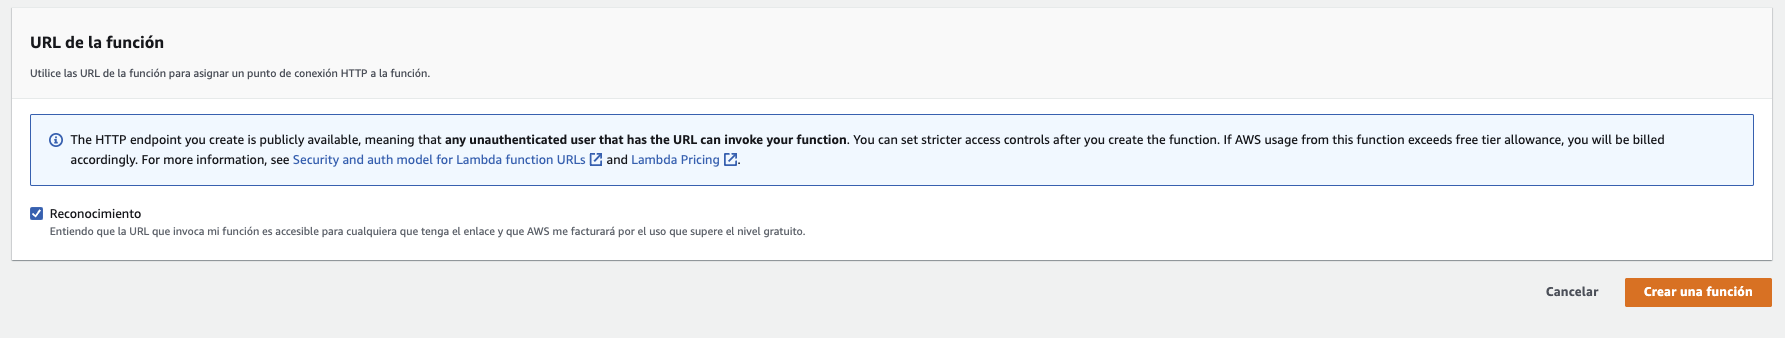 URL de la función
Utilice las URL de la función para asignar un punto de conexión HTTP a la función.
The HTTP endpoint you create is publicly available, meaning that any unauthenticated user that has the URL can invoke your function. You can set stricter access controls after you create the function. If AWS usage from this function exceeds free tier allowance, you will be billed
accordingly. For more information, see Security and auth model for Lambda function URLs and Lambda Pricing.
Reconocimiento
Entiendo que la URL que invoca mi función es accesible para cualquiera que tenga el enlace y que AWS me facturará por el uso que supere el nivel gratuito.
Cancelar Crear una función